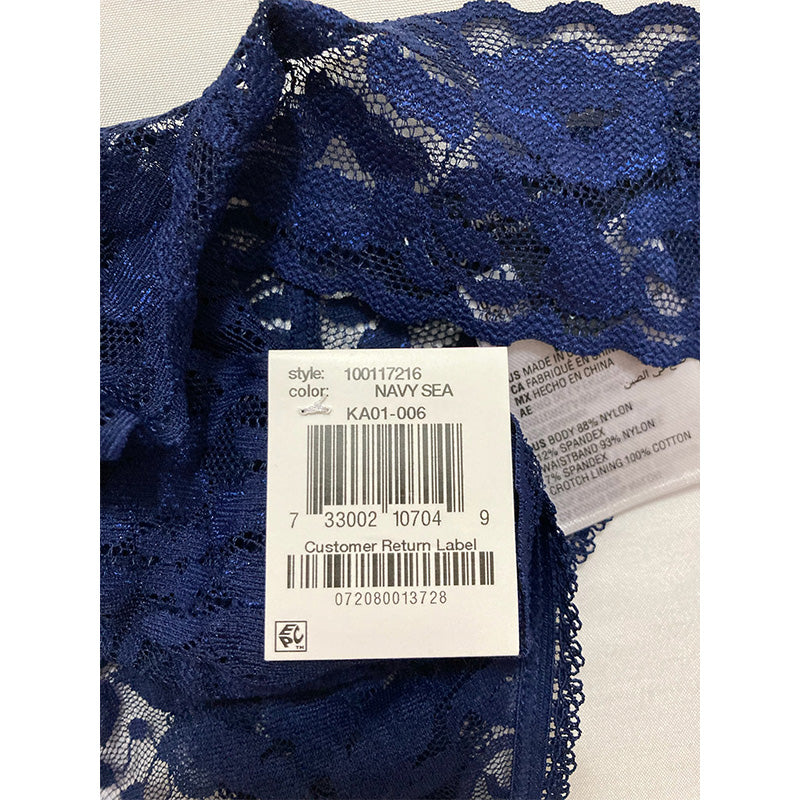 style: 100117216
color: NAVY SEA
KA01-006
7 33002 10704 9
Customer Return Label
072080013728
EPC™
US MADE IN
CA FABRIQUÉ EN CHINE
MX HECHO EN CHINA
AE
US BODY 88% NYLON
12% SPANDEX
WAISTBAND 93% NYLON
7% SPANDEX
CROTCH LINING 100% COTTON